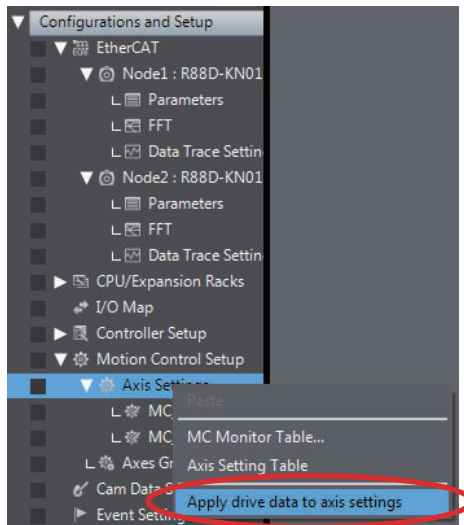 Configurations and Setup
EtherCAT
Node1 : R88D-KN01
Parameters
FFT
Data Trace Settin
Node2 : R88D-KN01
Parameters
FFT
Data Trace Settin
CPU/Expansion Racks
I/O Map
Controller Setup
Motion Control Setup
Axis Settings
Paste
MC
MC Monitor Table...
MC
Axis Setting Table
Axes Gr
Cam Data S
Apply drive data to axis settings
Event Setting